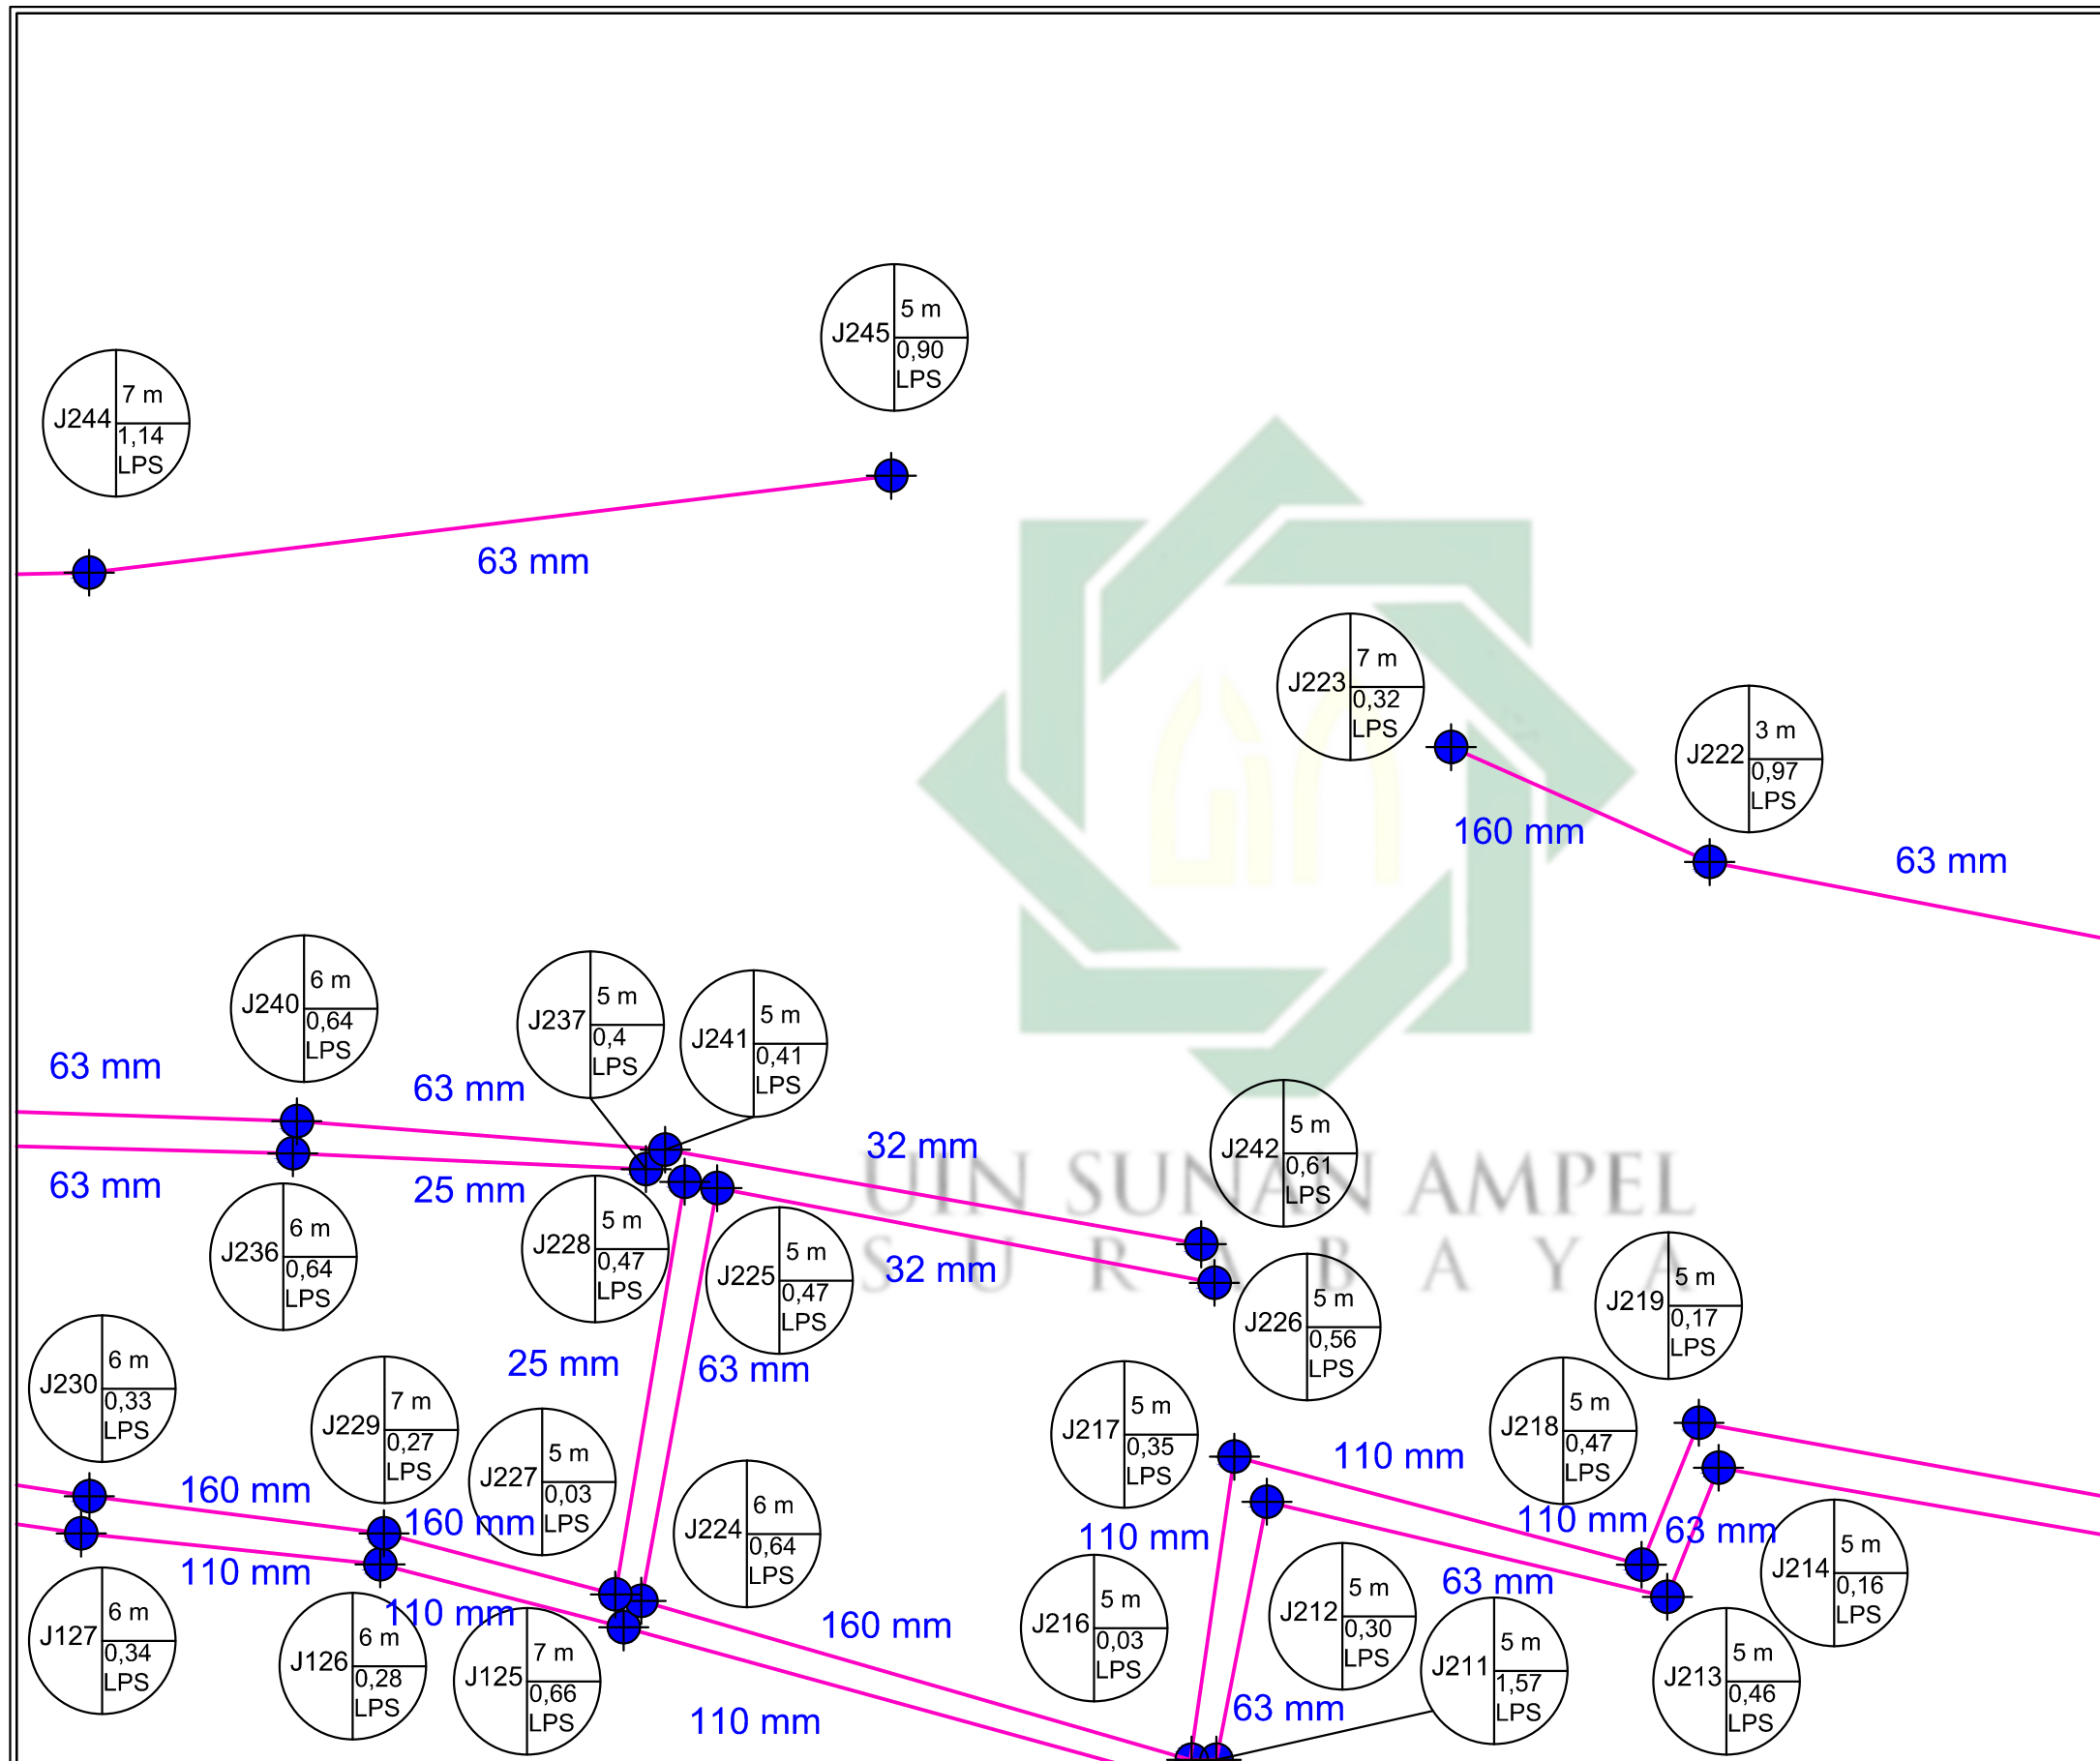 J245
5 m
0,90
LPS
J244
7 m
1,14
LPS
63 mm
J223
7 m
0,32
LPS
J222
3 m
0,97
LPS
160 mm
63 mm
J240
6 m
0,64
LPS
J237
5 m
0,4
LPS
J241
5 m
0,41
LPS
63 mm
63 mm
32 mm
J242
5 m
0,61
LPS
UIN SUNAN AMPEL
SURABAYA
63 mm
25 mm
J236
6 m
0,64
LPS
J228
5 m
0,47
LPS
J225
5 m
0,47
LPS
32 mm
J226
5 m
0,56
LPS
J219
5 m
0,17
LPS
J230
6 m
0,33
LPS
J229
7 m
0,27
LPS
25 mm
63 mm
J227
5 m
0,03
LPS
J217
5 m
0,35
LPS
J218
5 m
0,47
LPS
110 mm
160 mm
160 mm
J224
6 m
0,64
LPS
110 mm
110 mm
63 mm
J214
5 m
0,16
LPS
110 mm
110 mm
63 mm
J127
6 m
0,34
LPS
J126
6 m
0,28
LPS
J125
7 m
0,66
LPS
160 mm
J216
5 m
0,03
LPS
J212
5 m
0,30
LPS
J211
5 m
1,57
LPS
J213
5 m
0,46
LPS
110 mm
63 mm